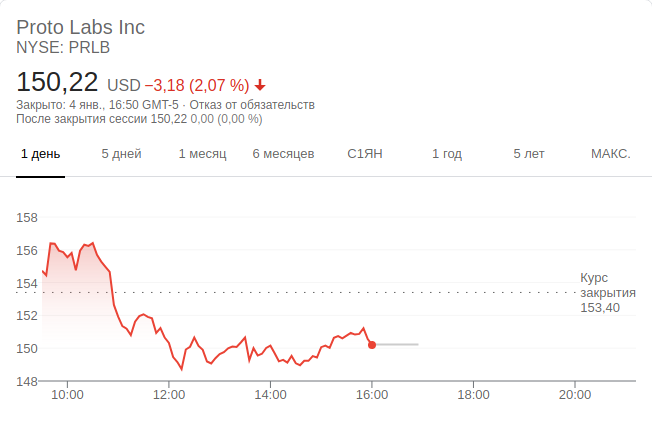 Proto Labs Inc
NYSE: PRLB
150,22 USD −3,18 (2,07 %)
Закрыто: 4 янв., 16:50 GMT-5 · Отказ от обязательств
После закрытия сессии 150,22 0,00 (0,00 %)
1 день 5 дней 1 месяц 6 месяцев С1ЯН 1 год 5 лет МАКС.
158
156
154
152
150
148
Курс
закрытия
153,40
10:00 12:00 14:00 16:00 18:00 20:00